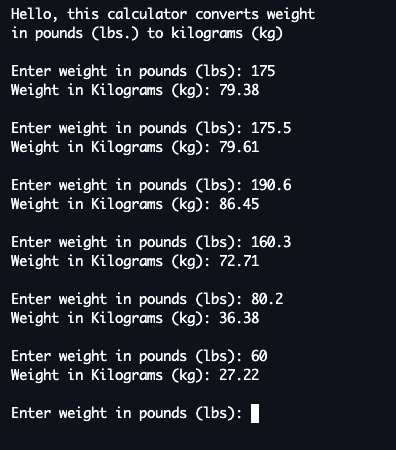 Hello, this calculator converts weight
in pounds (lbs.) to kilograms (kg)
Enter weight in pounds (lbs): 175
Weight in Kilograms (kg): 79.38
Enter weight in pounds (lbs): 175.5
Weight in Kilograms (kg): 79.61
Enter weight in pounds (lbs): 190.6
Weight in Kilograms (kg): 86.45
Enter weight in pounds (lbs): 160.3
Weight in Kilograms (kg): 72.71
Enter weight in pounds (lbs): 80.2
Weight in Kilograms (kg): 36.38
Enter weight in pounds (lbs): 60
Weight in Kilograms (kg): 27.22
Enter weight in pounds (lbs):